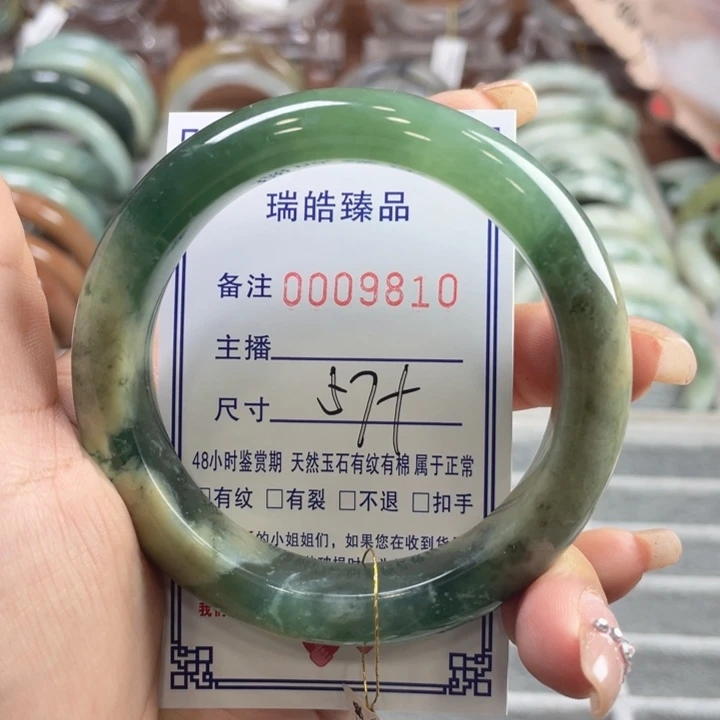 瑞皓臻品
备注 0009810
主播
尺寸 57+
48小时鉴赏期 天然玉石有纹有棉 属于正常
□有纹 □有裂 □不退 □扣手
的小姐姐们，如果您在收到货
我们